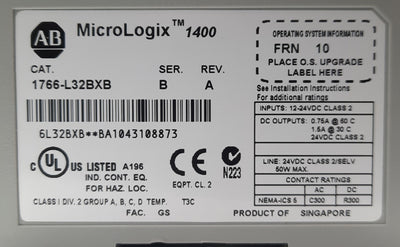 AB
MicroLogix™1400
CAT.
SER.
REV.
1766-L32BXB
B
A
6L32BXB**BA1043108873
OPERATING SYSTEM INFORMATION
FRN 10
PLACE O.S. UPGRADE
LABEL HERE
See Installation Instructions
For additional ratings
INPUTS: 12-24VDC CLASS 2
DC OUTPUTS: 0.75A @ 60 C
1.5A @ 30 C
24VDC CLASS 2
LINE: 24VDC CLASS 2/SELV
50W MAX.
CONTACT RATINGS
AC
DC
NEMA-ICS 5
C300
R300
c UL US LISTED A196
IND. CONT. EQ.
FOR HAZ. LOC.
CE
EQPT. CL. 2
N223
CLASS I DIV. 2 GROUP A, B, C, D TEMP. T3C
FAC. GS
PRODUCT OF SINGAPORE